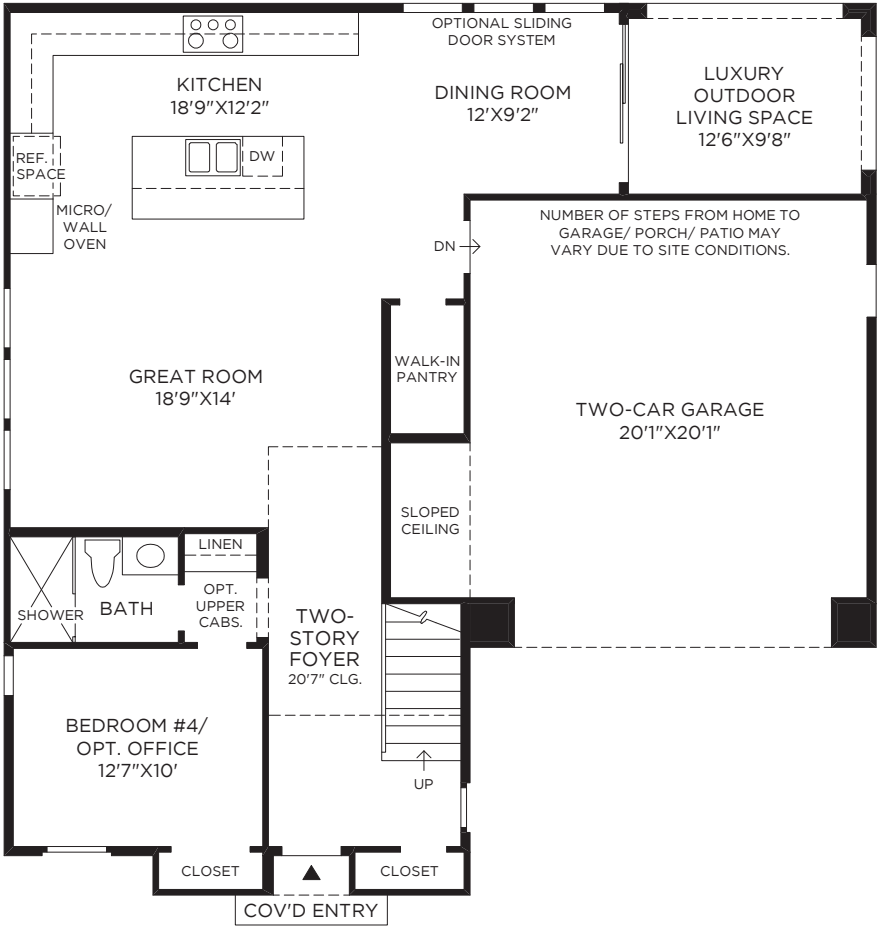 OPTIONAL SLIDING
DOOR SYSTEM
KITCHEN
18'9"X12'2"
DINING ROOM
12'X9'2"
LUXURY
OUTDOOR
LIVING SPACE
12'6"X9'8"
REF.
SPACE
DW
MICRO/
WALL
OVEN
DN
NUMBER OF STEPS FROM HOME TO
GARAGE/ PORCH/ PATIO MAY
VARY DUE TO SITE CONDITIONS.
GREAT ROOM
18'9"X14'
WALK-IN
PANTRY
TWO-CAR GARAGE
20'1"X20'1"
SLOPED
CEILING
LINEN
OPT.
UPPER
CABS.
SHOWER
BATH
TWO-
STORY
FOYER
20'7" CLG.
BEDROOM #4/
OPT. OFFICE
12'7"X10'
UP
CLOSET
CLOSET
COV'D ENTRY